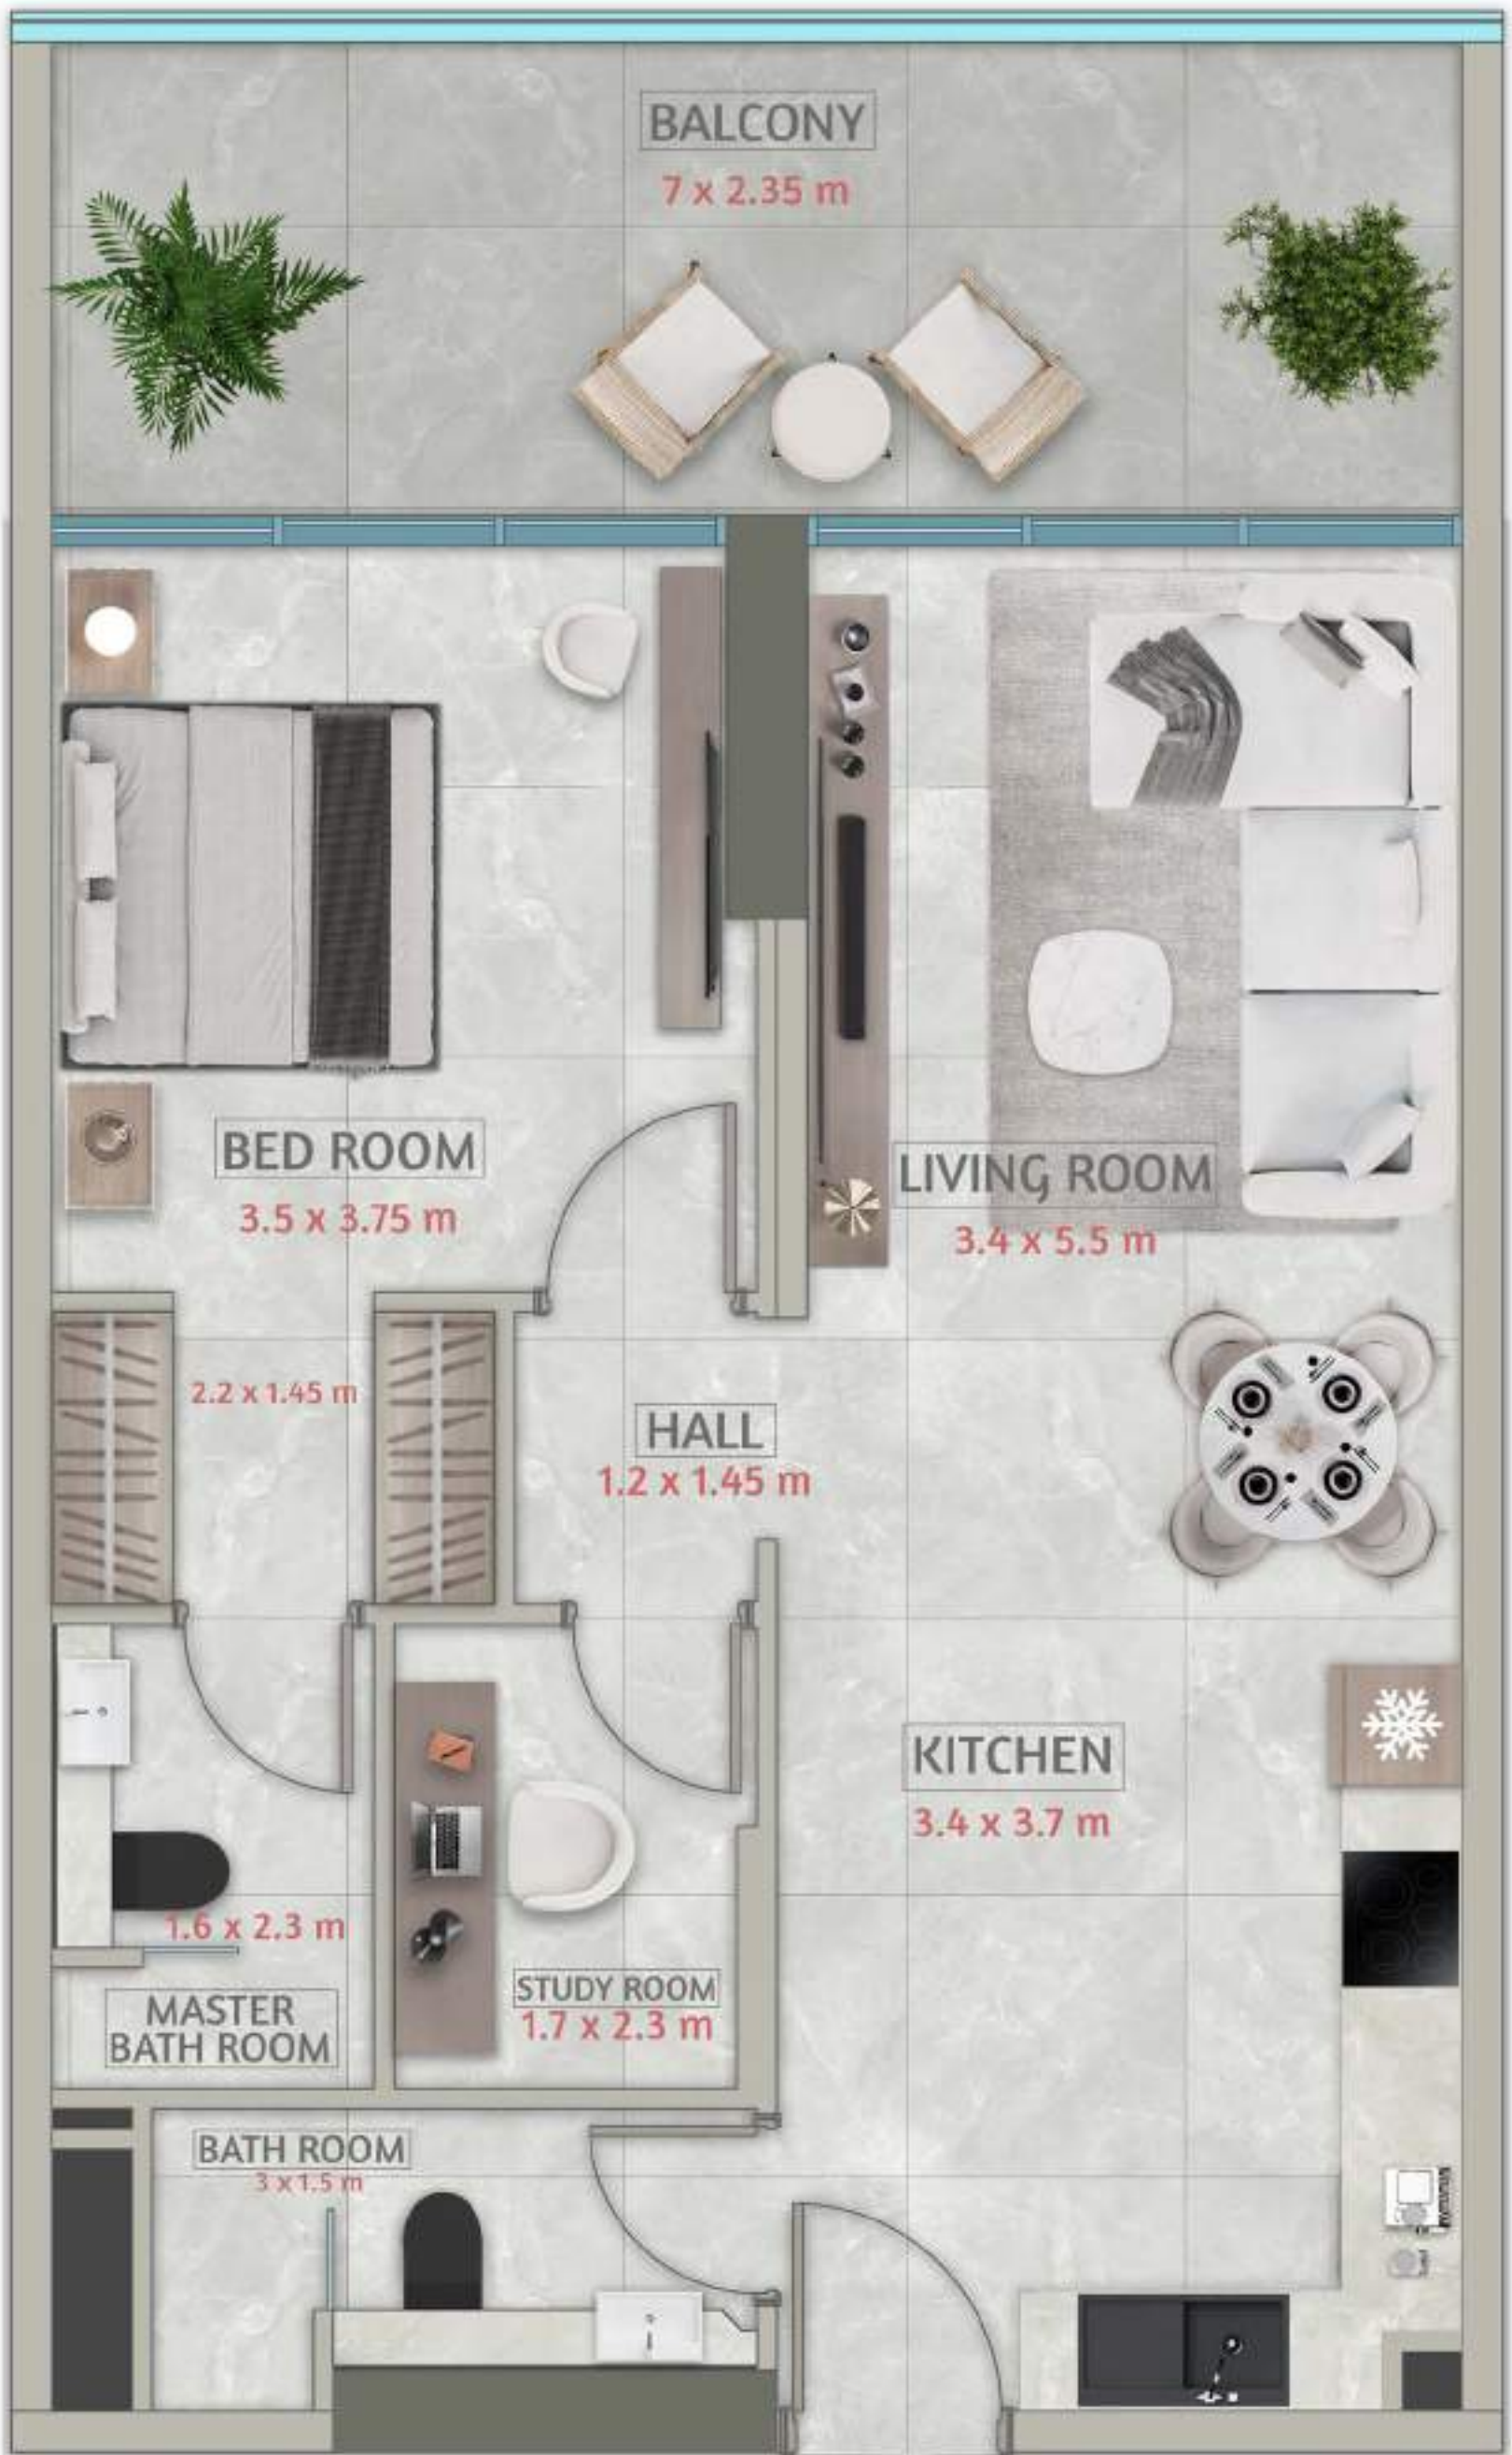 BALCONY
7 x 2.35 m
BED ROOM
3.5 x 3.75 m
LIVING ROOM
3.4 x 5.5 m
2.2 x 1.45 m
HALL
1.2 x 1.45 m
KITCHEN
3.4 x 3.7 m
1.6 x 2.3 m
MASTER
BATH ROOM
STUDY ROOM
1.7 x 2.3 m
BATH ROOM
3 x 1.5 m